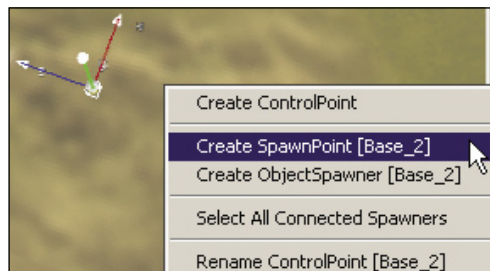 Create ControlPoint
Create SpawnPoint [Base_2]
Create ObjectSpawner [Base_2]
Select All Connected Spawners
Rename ControlPoint [Base_2]